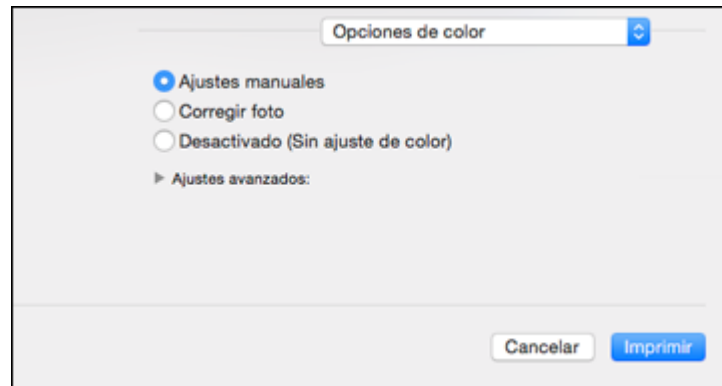 Opciones de color
Ajustes manuales
Corregir foto
Desactivado (Sin ajuste de color)
Ajustes avanzados:
Cancelar Imprimir